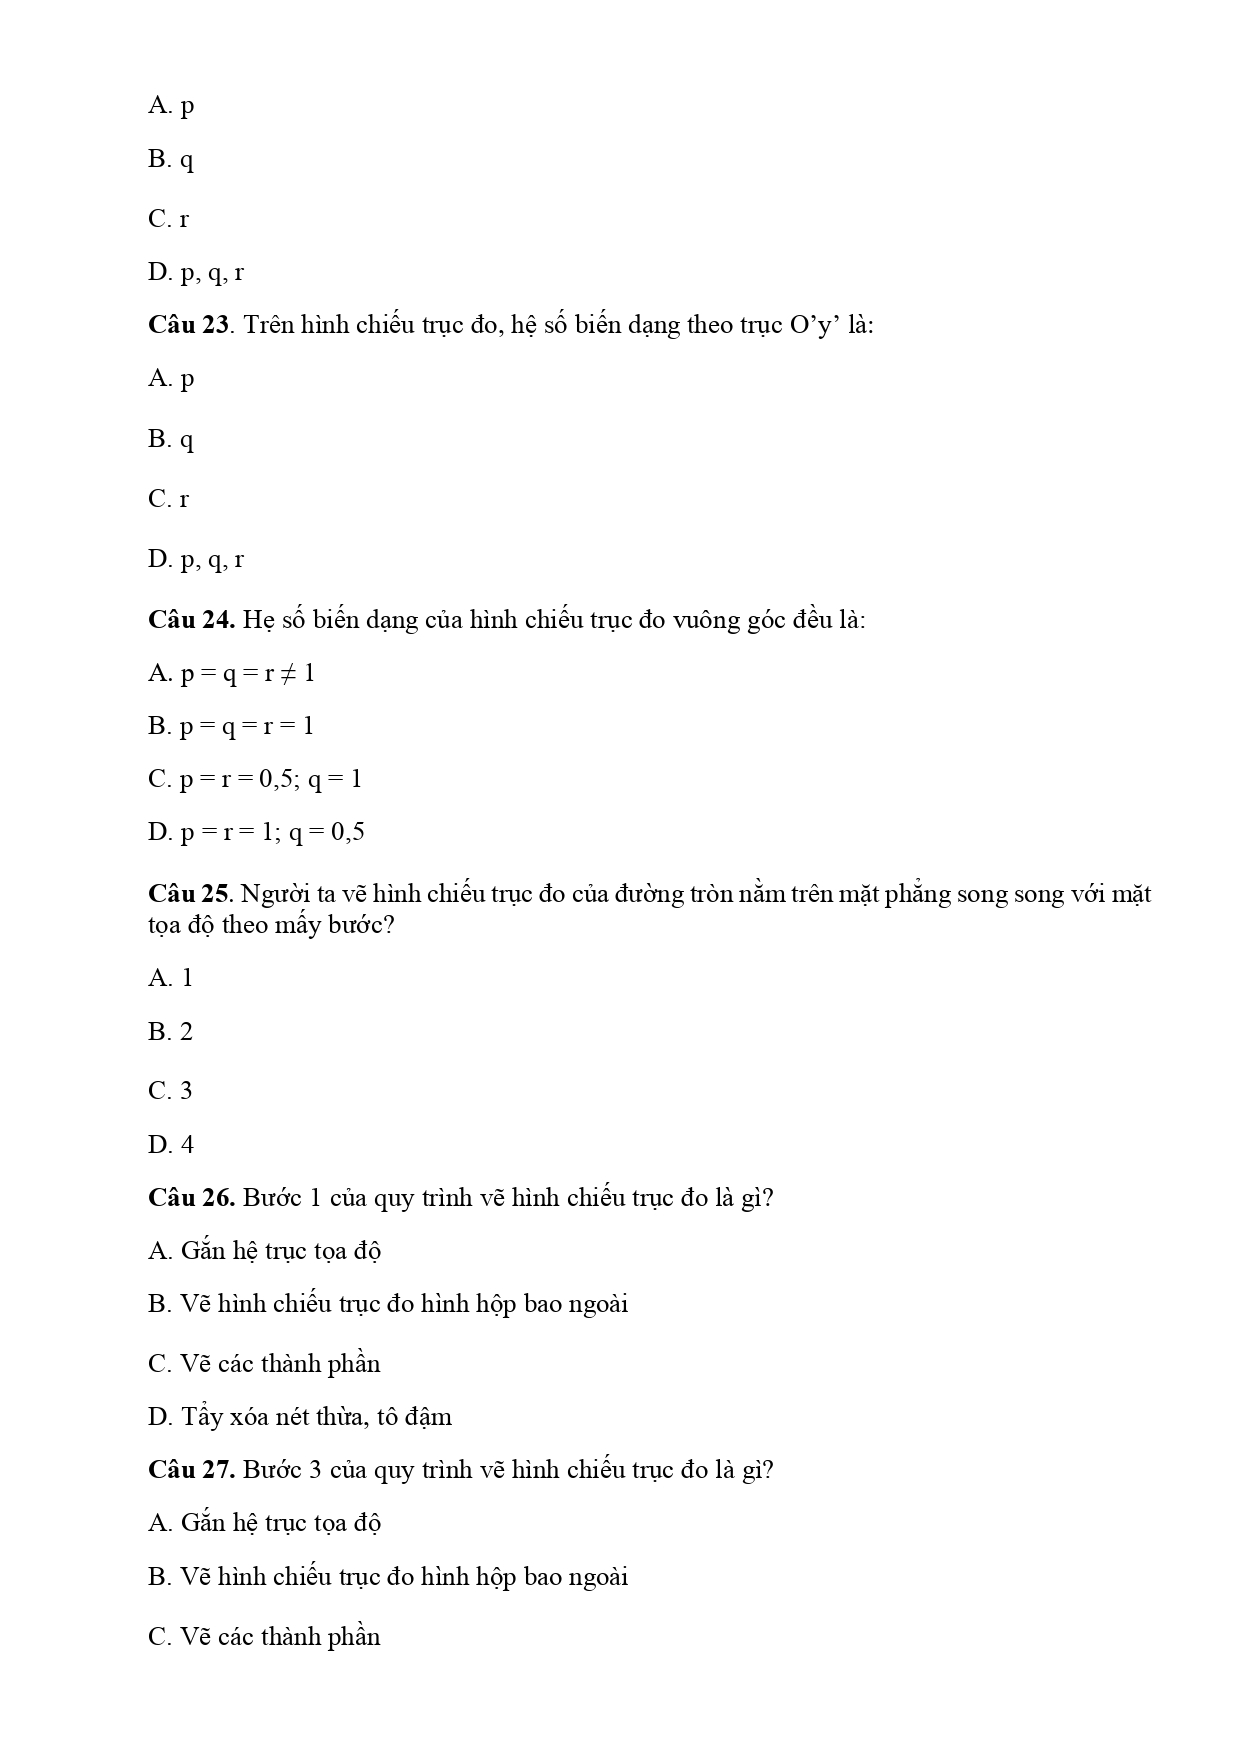 A. p
B. q
C. r
D. p, q, r
Câu 23. Trên hình chiếu trục đo, hệ số biến dạng theo trục O’y’ là:
A. p
B. q
C. r
D. p, q, r
Câu 24. Hẹ số biến dạng của hình chiếu trục đo vuông góc đều là:
A. p = q = r ≠ 1
B. p = q = r = 1
C. p = r = 0,5; q = 1
D. p = r = 1; q = 0,5
Câu 25. Người ta vẽ hình chiếu trục đo của đường tròn nằm trên mặt phẳng song song với mặt
tọa độ theo mấy bước?
A. 1
B. 2
C. 3
D. 4
Câu 26. Bước 1 của quy trình vẽ hình chiếu trục đo là gì?
A. Gắn hệ trục tọa độ
B. Vẽ hình chiếu trục đo hình hộp bao ngoài
C. Vẽ các thành phần
D. Tẩy xóa nét thừa, tô đậm
Câu 27. Bước 3 của quy trình vẽ hình chiếu trục đo là gì?
A. Gắn hệ trục tọa độ
B. Vẽ hình chiếu trục đo hình hộp bao ngoài
C. Vẽ các thành phần